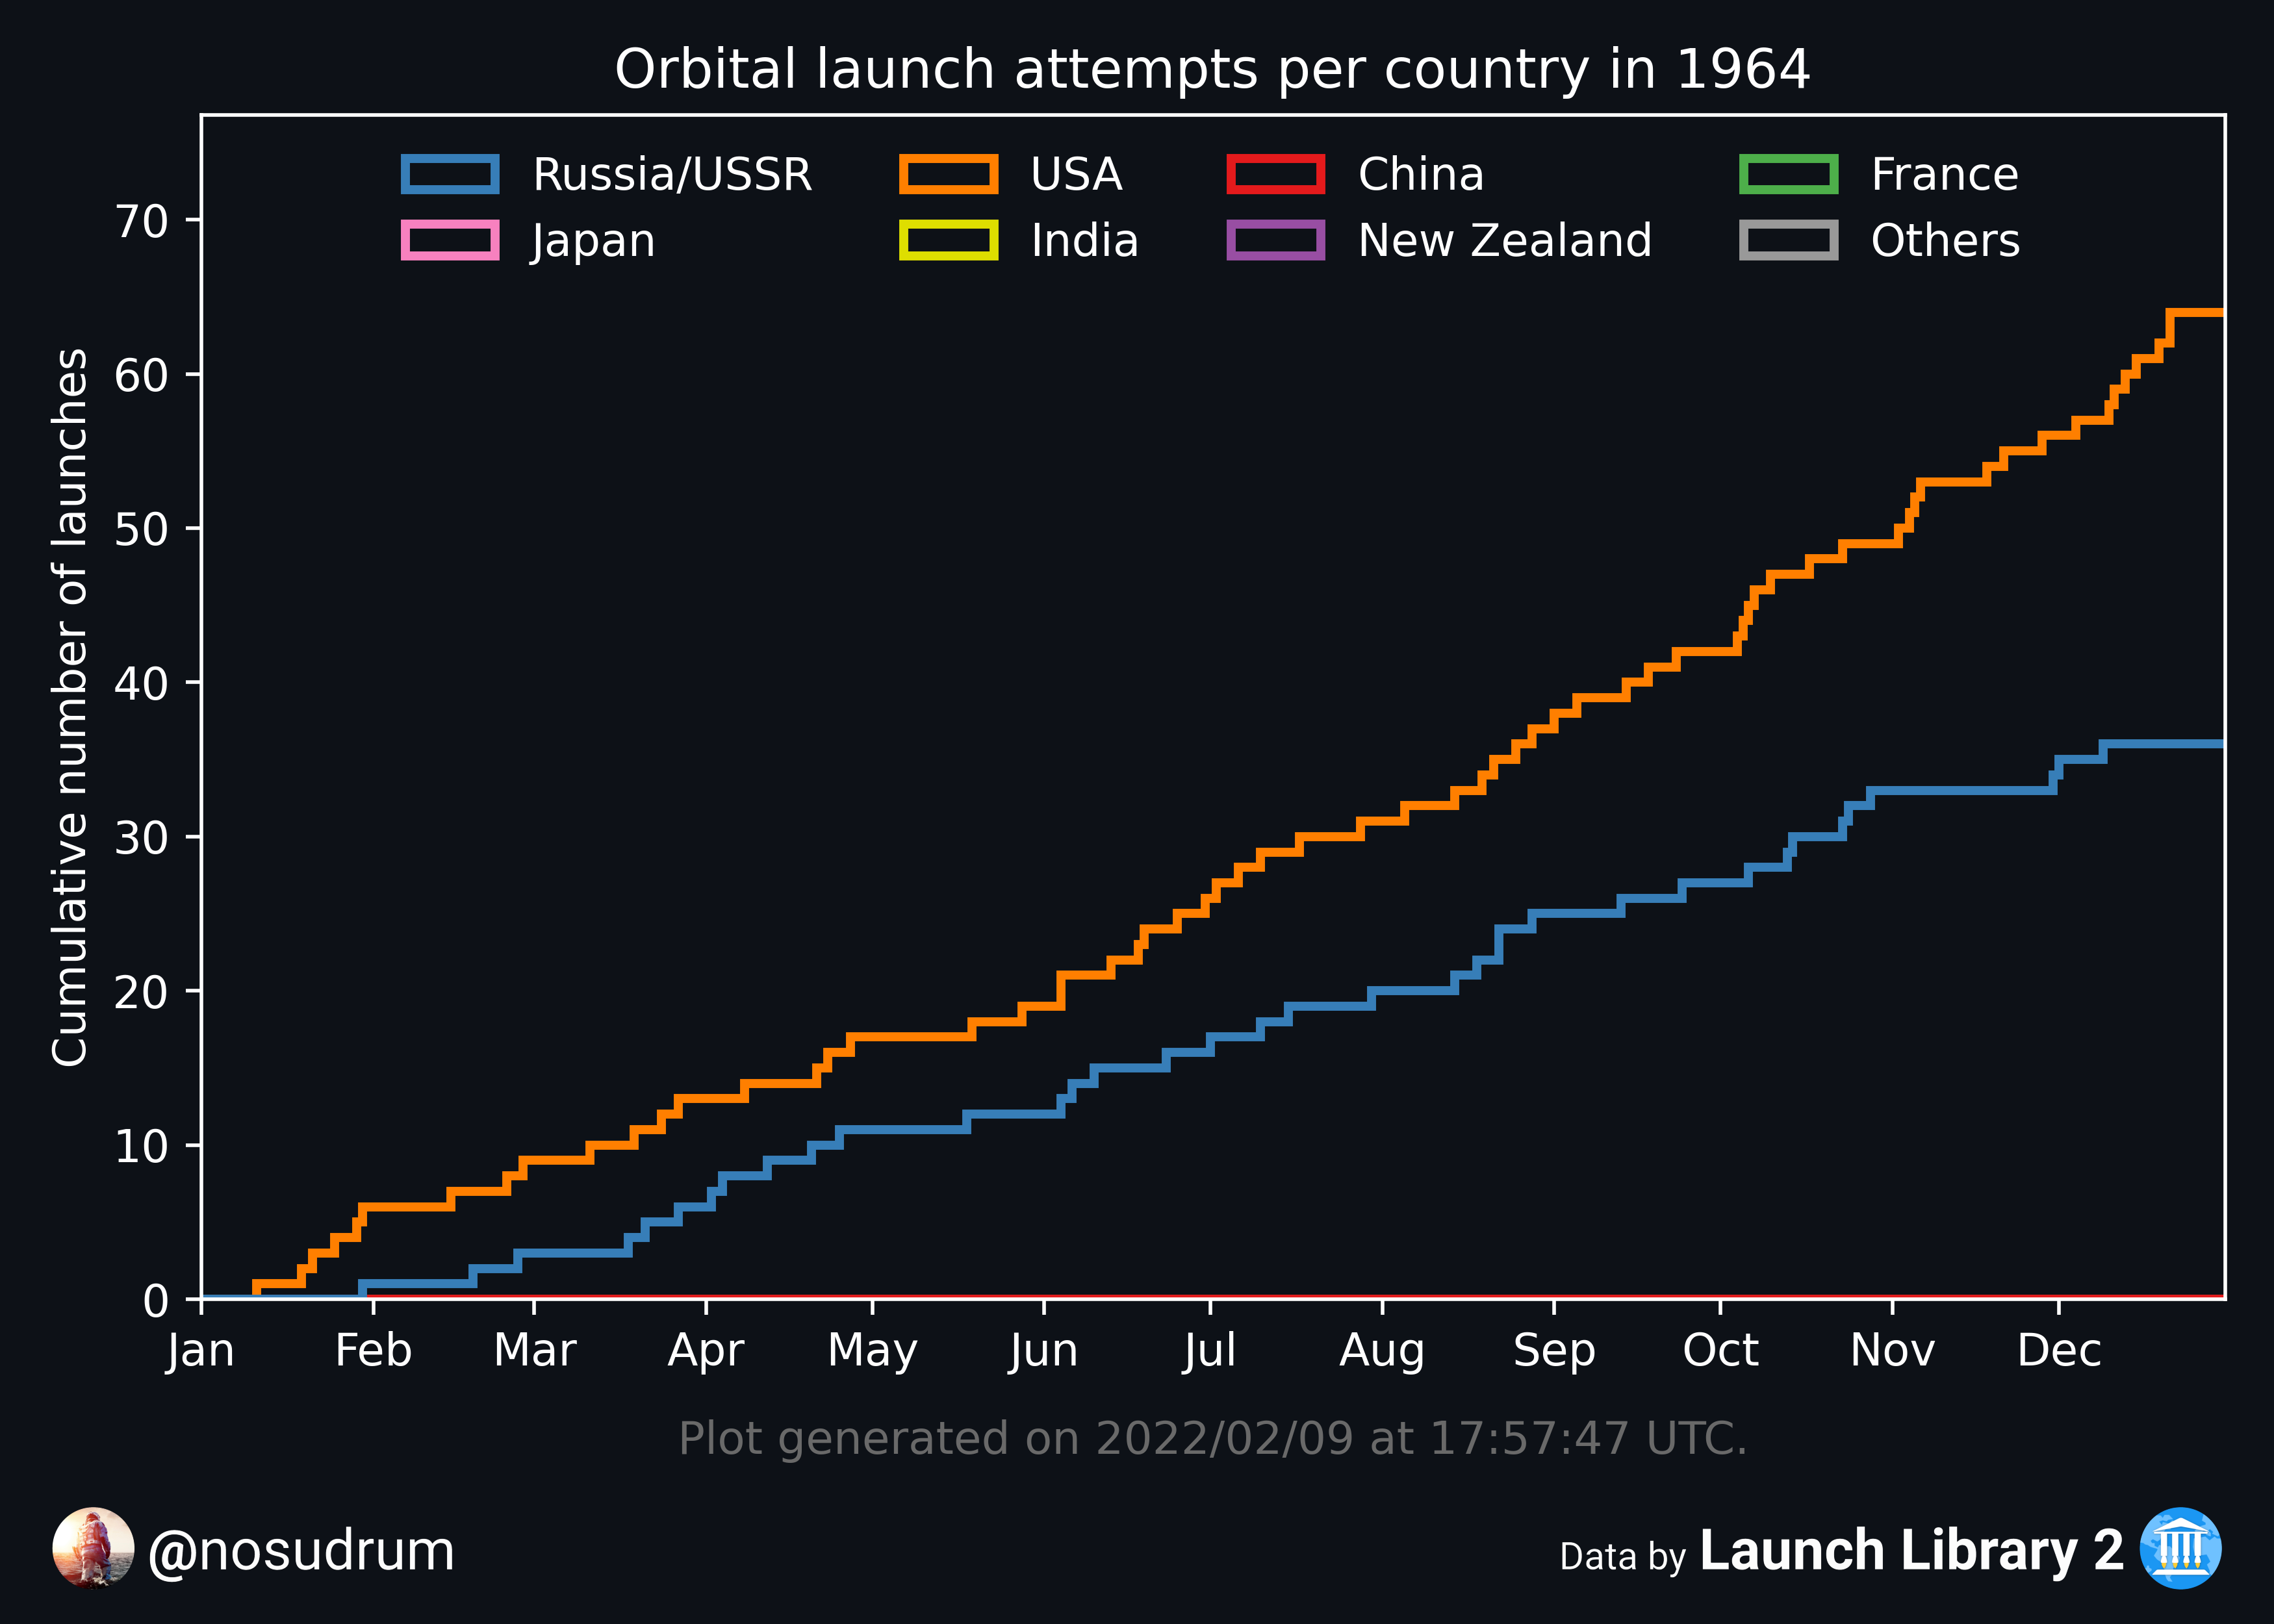 Orbital launch attempts per country in 1964
Russia/USSR USA China France
Japan India New Zealand Others
Cumulative number of launches
70
60
50
40
30
20
10
0
Jan Feb Mar Apr May Jun Jul Aug Sep Oct Nov Dec
Plot generated on 2022/02/09 at 17:57:47 UTC.
@nosudrum
Data by Launch Library 2